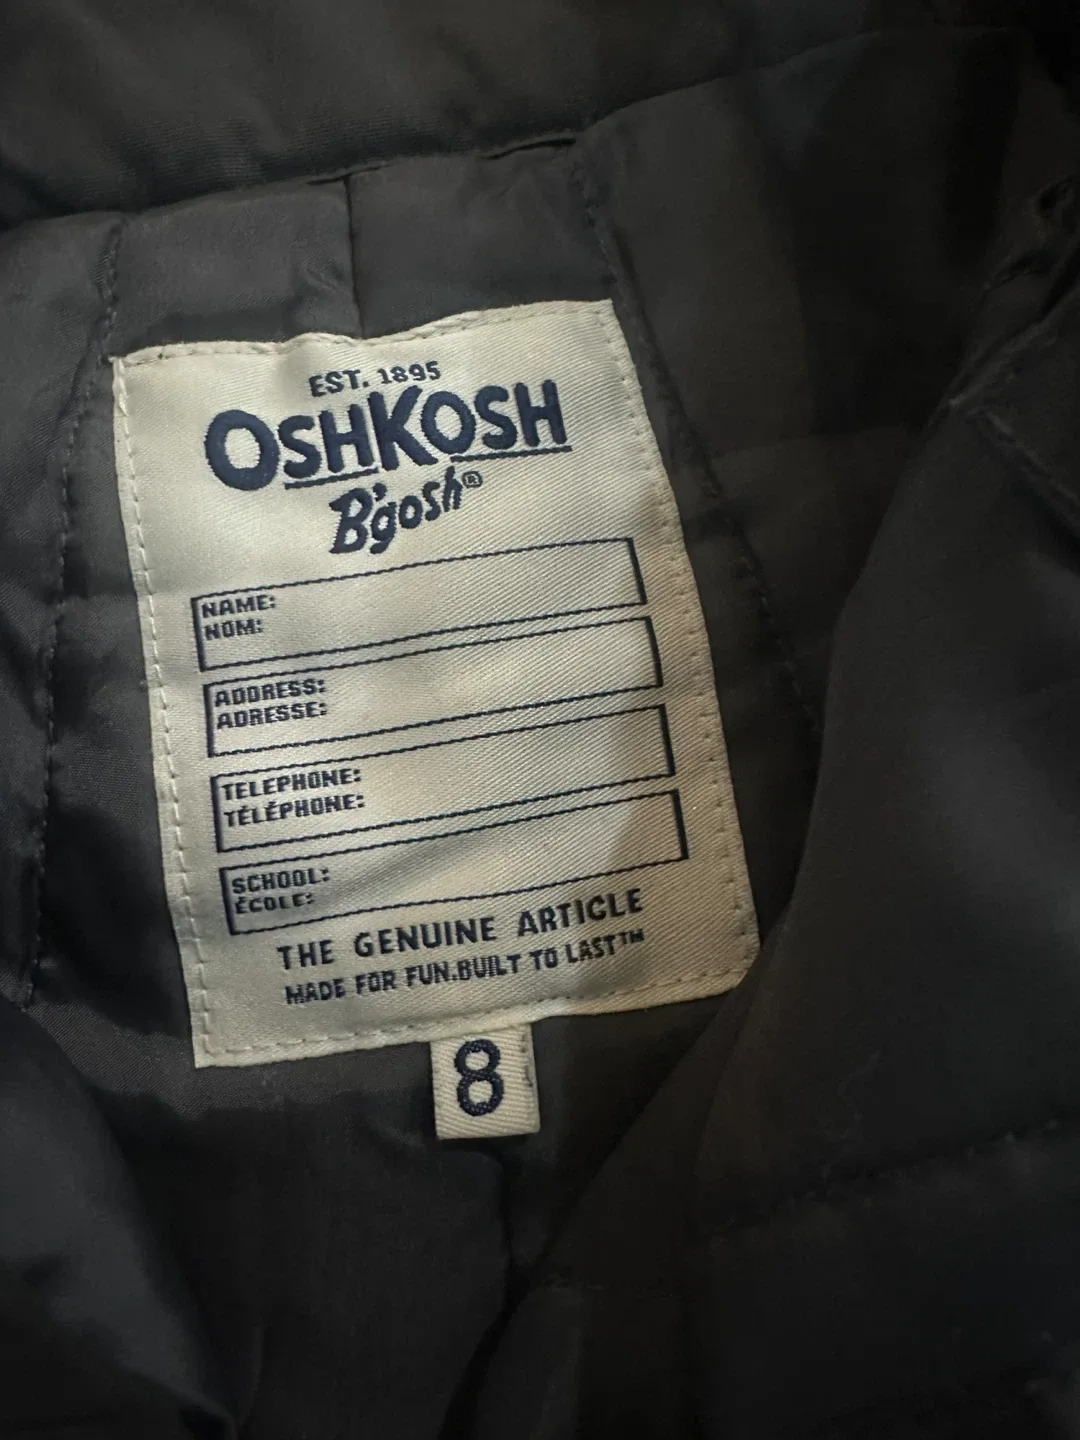 EST. 1895
OSHKOSH
B'gosh®
NAME:
NOM:
ADDRESS:
ADRESSE:
TELEPHONE:
TÉLÉPHONE:
SCHOOL:
ÉCOLE:
THE GENUINE ARTICLE
MADE FOR FUN.BUILT TO LAST™
8